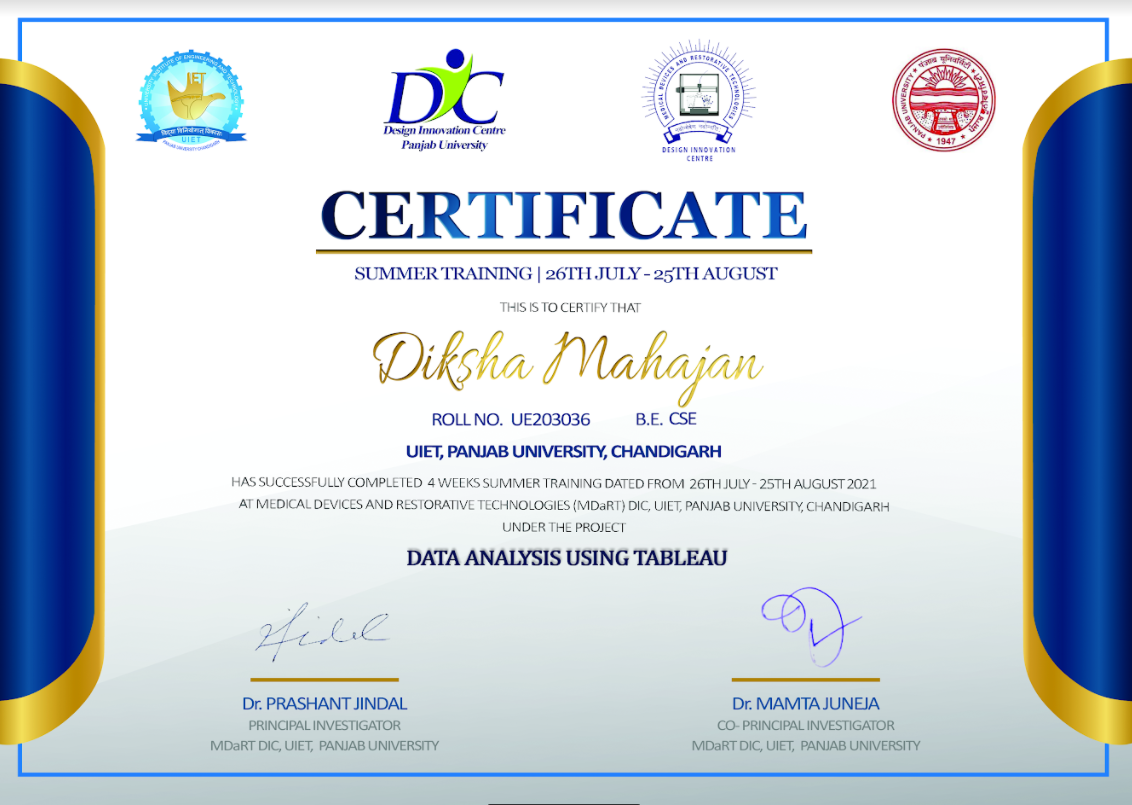 UIET
विद्यया विनियोगात् विकासः
UIET
PANJAB UNIVERSITY, CHANDIGARH
DIC
Design Innovation Centre
Panjab University
MEDICAL DEVICES AND RESTORATIVE TECHNOLOGIES
DESIGN INNOVATION
CENTRE
PANJAB UNIVERSITY
1947
CERTIFICATE
SUMMER TRAINING | 26TH JULY - 25TH AUGUST
THIS IS TO CERTIFY THAT
Diksha Mahajan
ROLL NO. UE203036 B.E. CSE
UIET, PANJAB UNIVERSITY, CHANDIGARH
HAS SUCCESSFULLY COMPLETED 4 WEEKS SUMMER TRAINING DATED FROM 26TH JULY - 25TH AUGUST 2021
AT MEDICAL DEVICES AND RESTORATIVE TECHNOLOGIES (MDaRT) DIC, UIET, PANJAB UNIVERSITY, CHANDIGARH
UNDER THE PROJECT
DATA ANALYSIS USING TABLEAU
Dr. PRASHANT JINDAL
PRINCIPAL INVESTIGATOR
MDaRT DIC, UIET, PANJAB UNIVERSITY
Dr. MAMTA JUNEJA
CO- PRINCIPAL INVESTIGATOR
MDaRT DIC, UIET, PANJAB UNIVERSITY